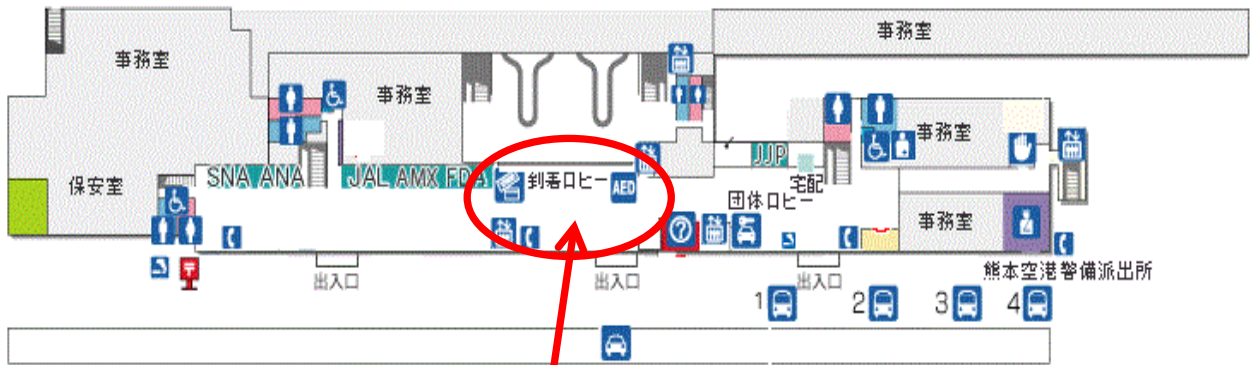 事務室
事務室
事務室
事務室
保安室
SNA ANA
JAL AMX FDA
到着ロビー
AED
JJP
宅配
団体ロビー
事務室
?
〒
出入口
出入口
出入口
熊本空港警備派出所
1
2
3
4